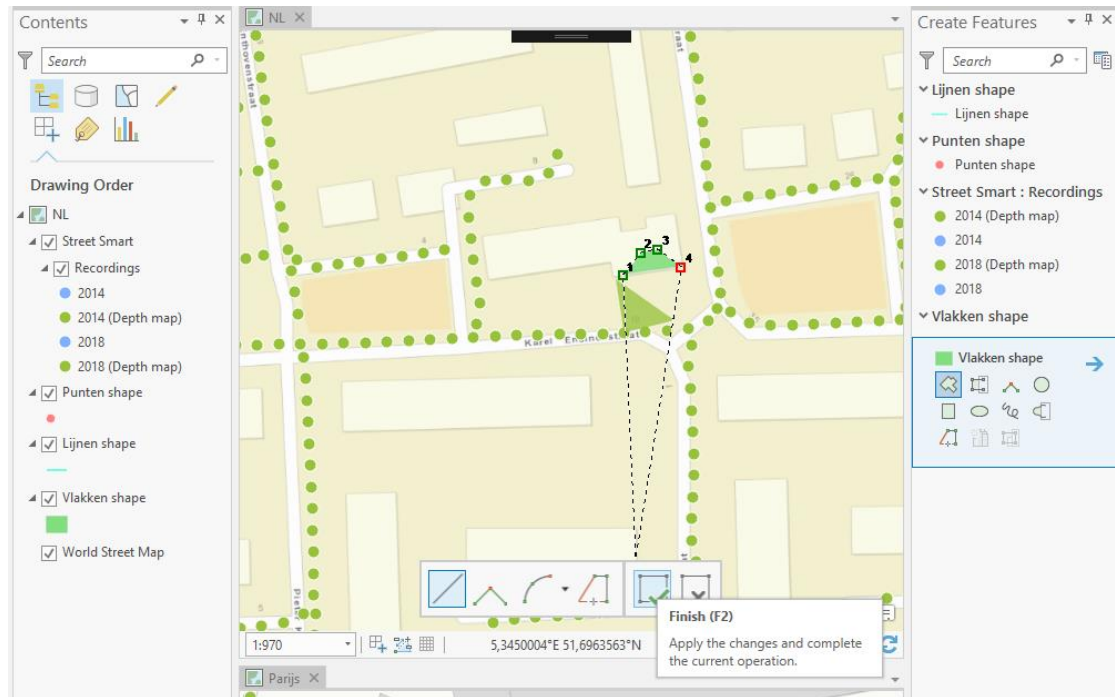 Contents
Search
Drawing Order
NL
Street Smart
Recordings
2014
2014 (Depth map)
2018
2018 (Depth map)
Punten shape
Lijnen shape
Vlakken shape
World Street Map
NL
8
4
1
2
3
4
1:970
5,3450004°E 51,6963563°N
Finish (F2)
Apply the changes and complete
the current operation.
Parijs
Create Features
Search
Lijnen shape
Lijnen shape
Punten shape
Punten shape
Street Smart : Recordings
2014 (Depth map)
2014
2018 (Depth map)
2018
Vlakken shape
Vlakken shape